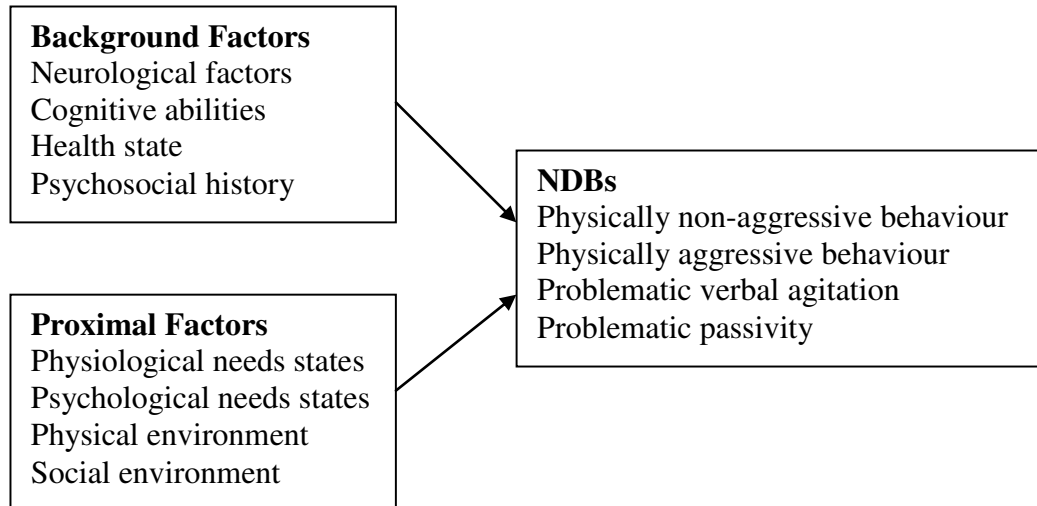 Background Factors
Neurological factors
Cognitive abilities
Health state
Psychosocial history
NDBs
Physically non-aggressive behaviour
Physically aggressive behaviour
Problematic verbal agitation
Problematic passivity
Proximal Factors
Physiological needs states
Psychological needs states
Physical environment
Social environment